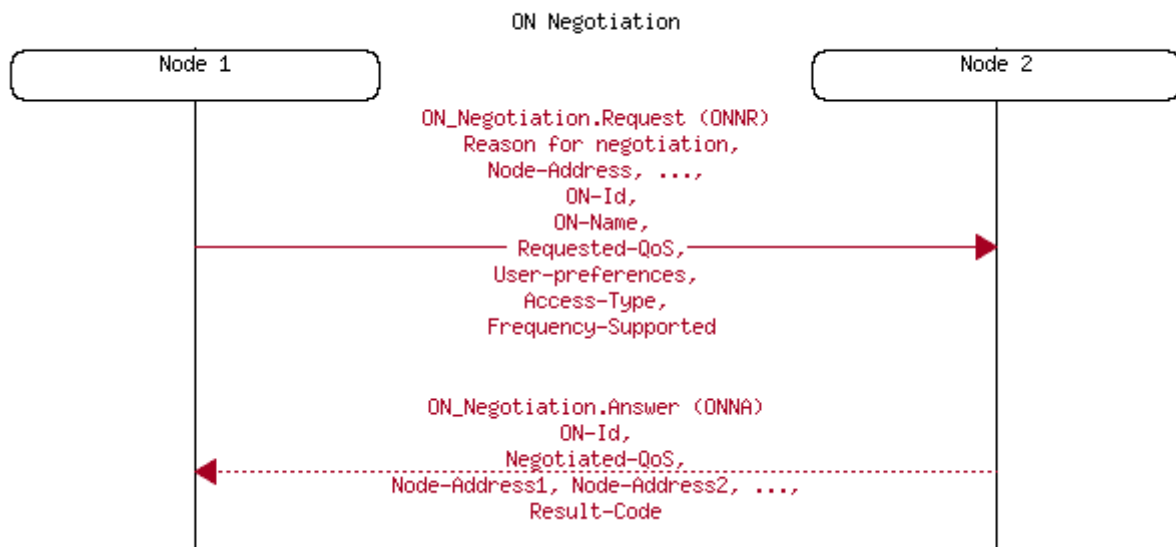 ON Negotiation
Node 1
Node 2
ON_Negotiation.Request (ONNR)
Reason for negotiation,
Node-Address, ...,
ON-Id,
ON-Name,
Requested-QoS,
User-preferences,
Access-Type,
Frequency-Supported
ON_Negotiation.Answer (ONNA)
ON-Id,
Negotiated-QoS,
Node-Address1, Node-Address2, ...,
Result-Code